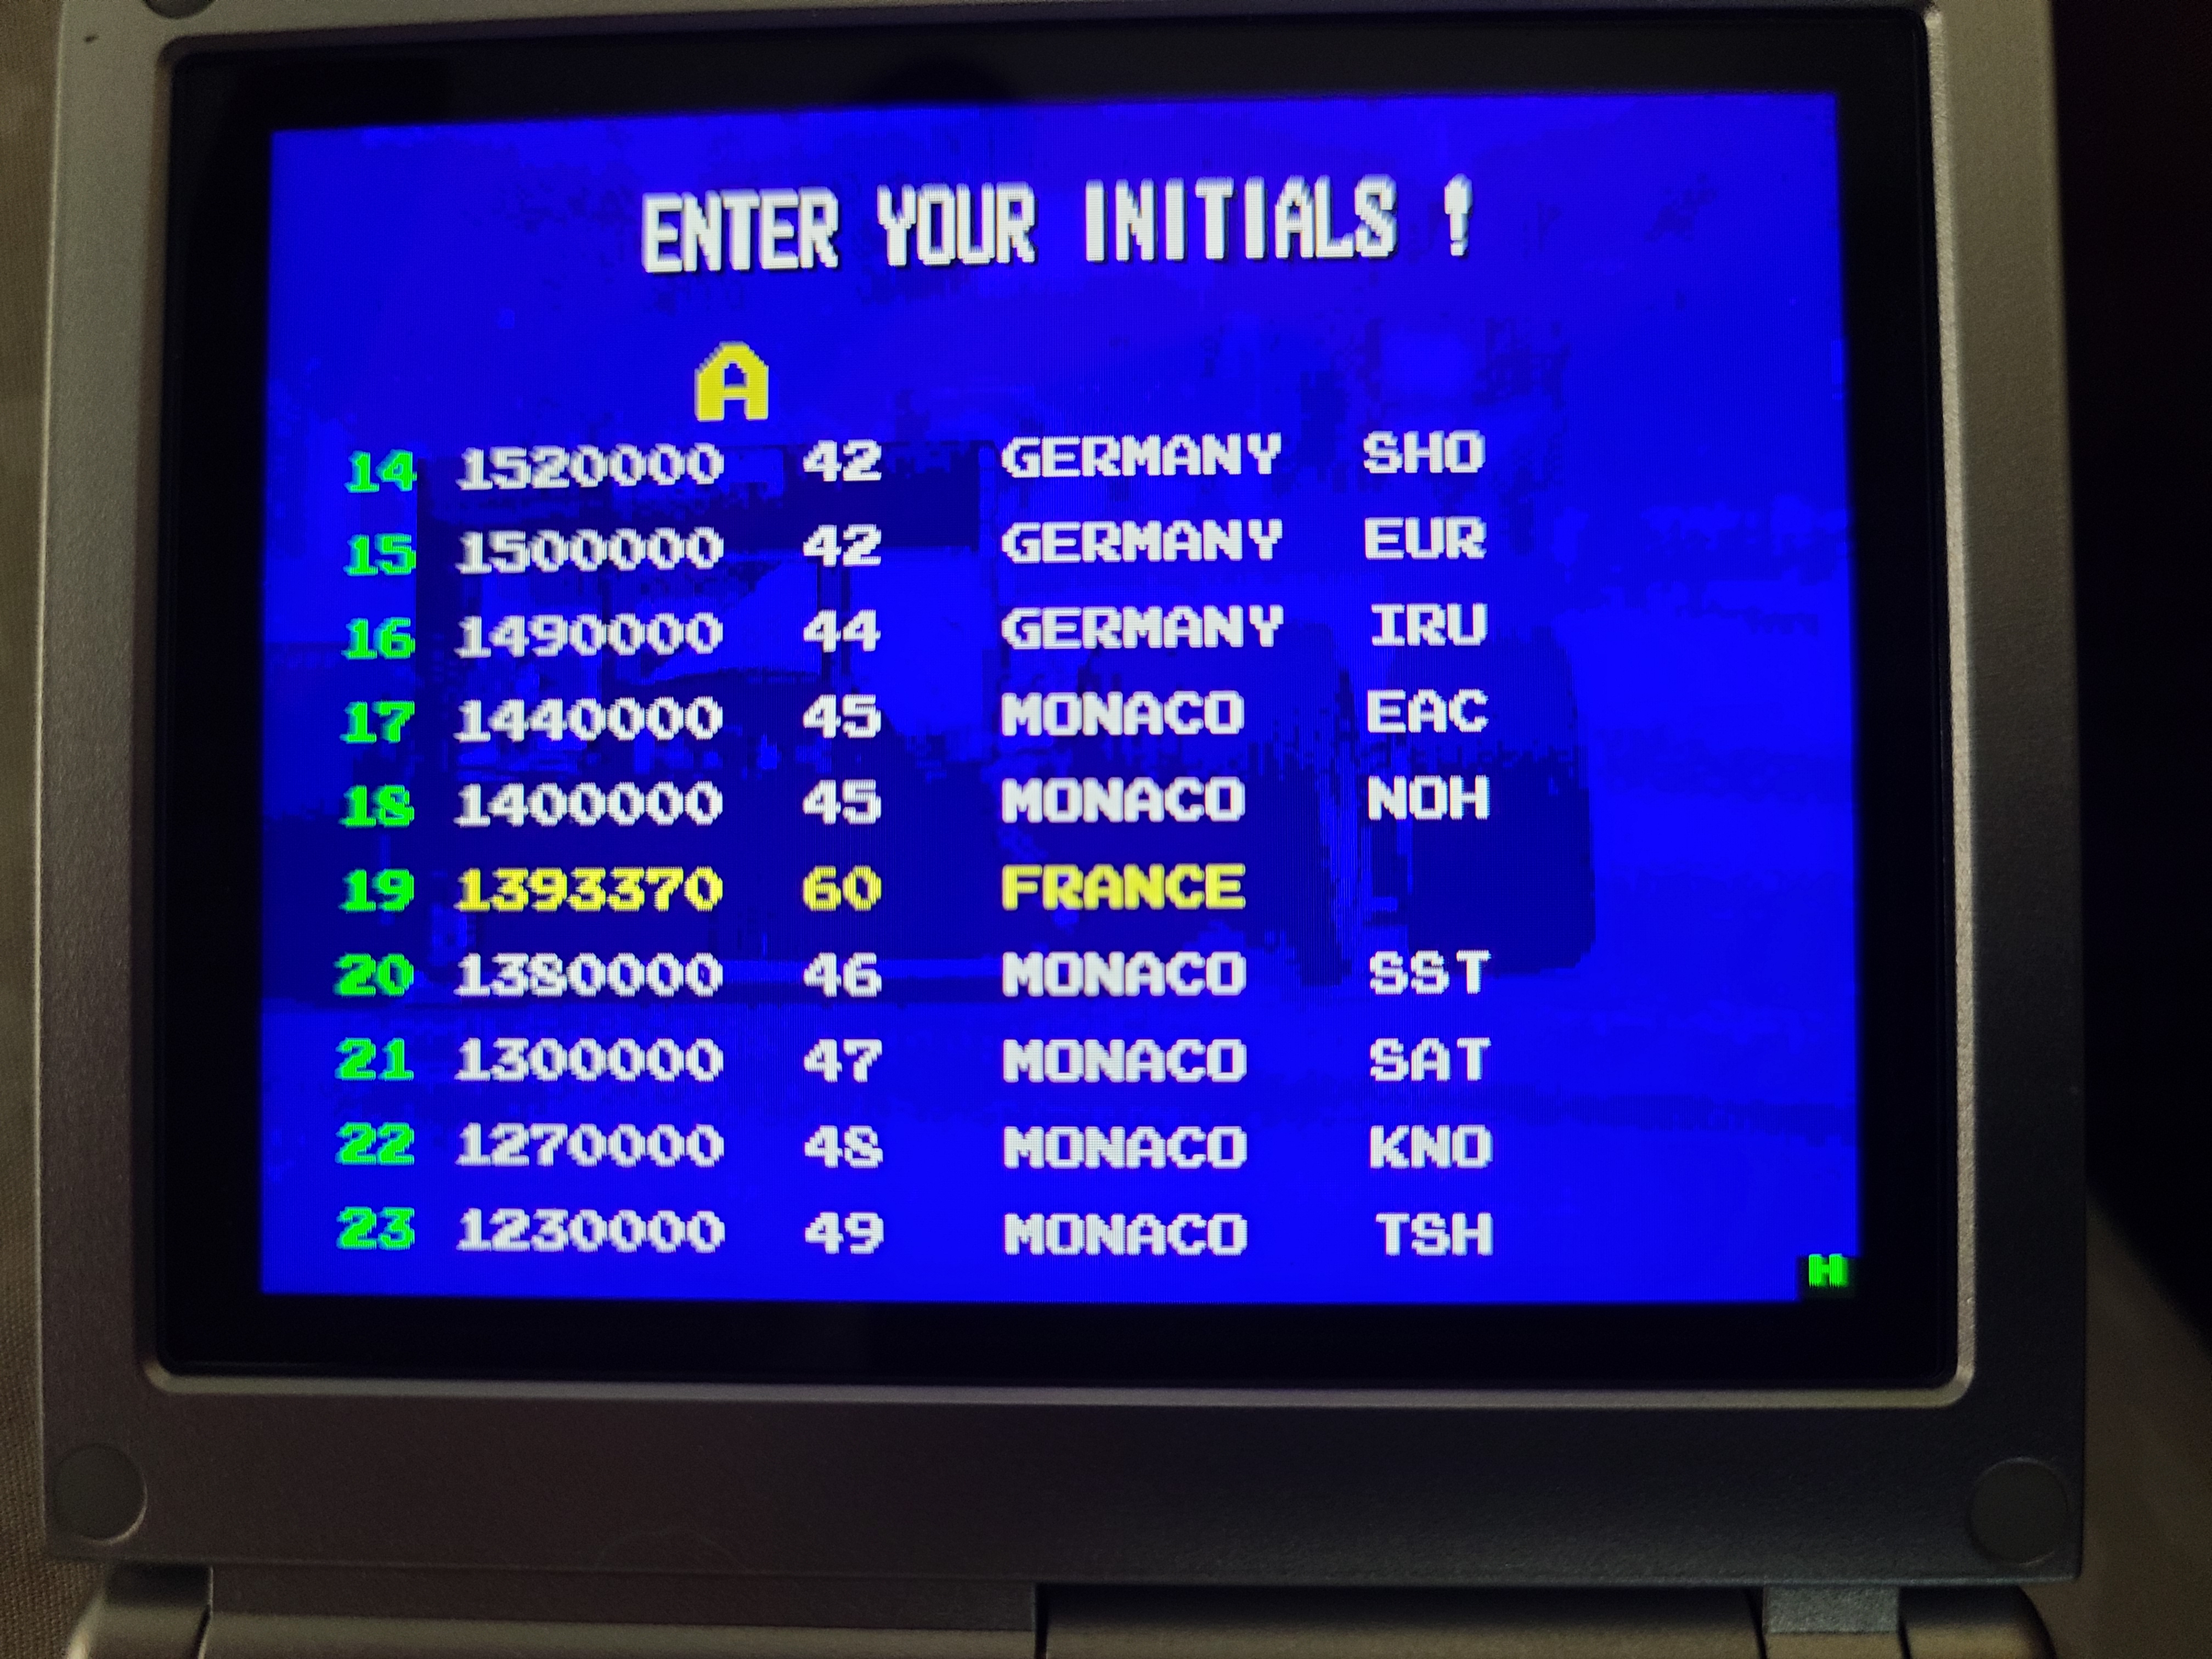 ENTER YOUR INITIALS !
A
14 1520000 42 GERMANY SHO
15 1500000 42 GERMANY EUR
16 1490000 44 GERMANY IRU
17 1440000 45 MONACO EAC
18 1400000 45 MONACO NOH
19 1393370 60 FRANCE
20 1380000 46 MONACO SST
21 1300000 47 MONACO SAT
22 1270000 48 MONACO KNO
23 1230000 49 MONACO TSH
H